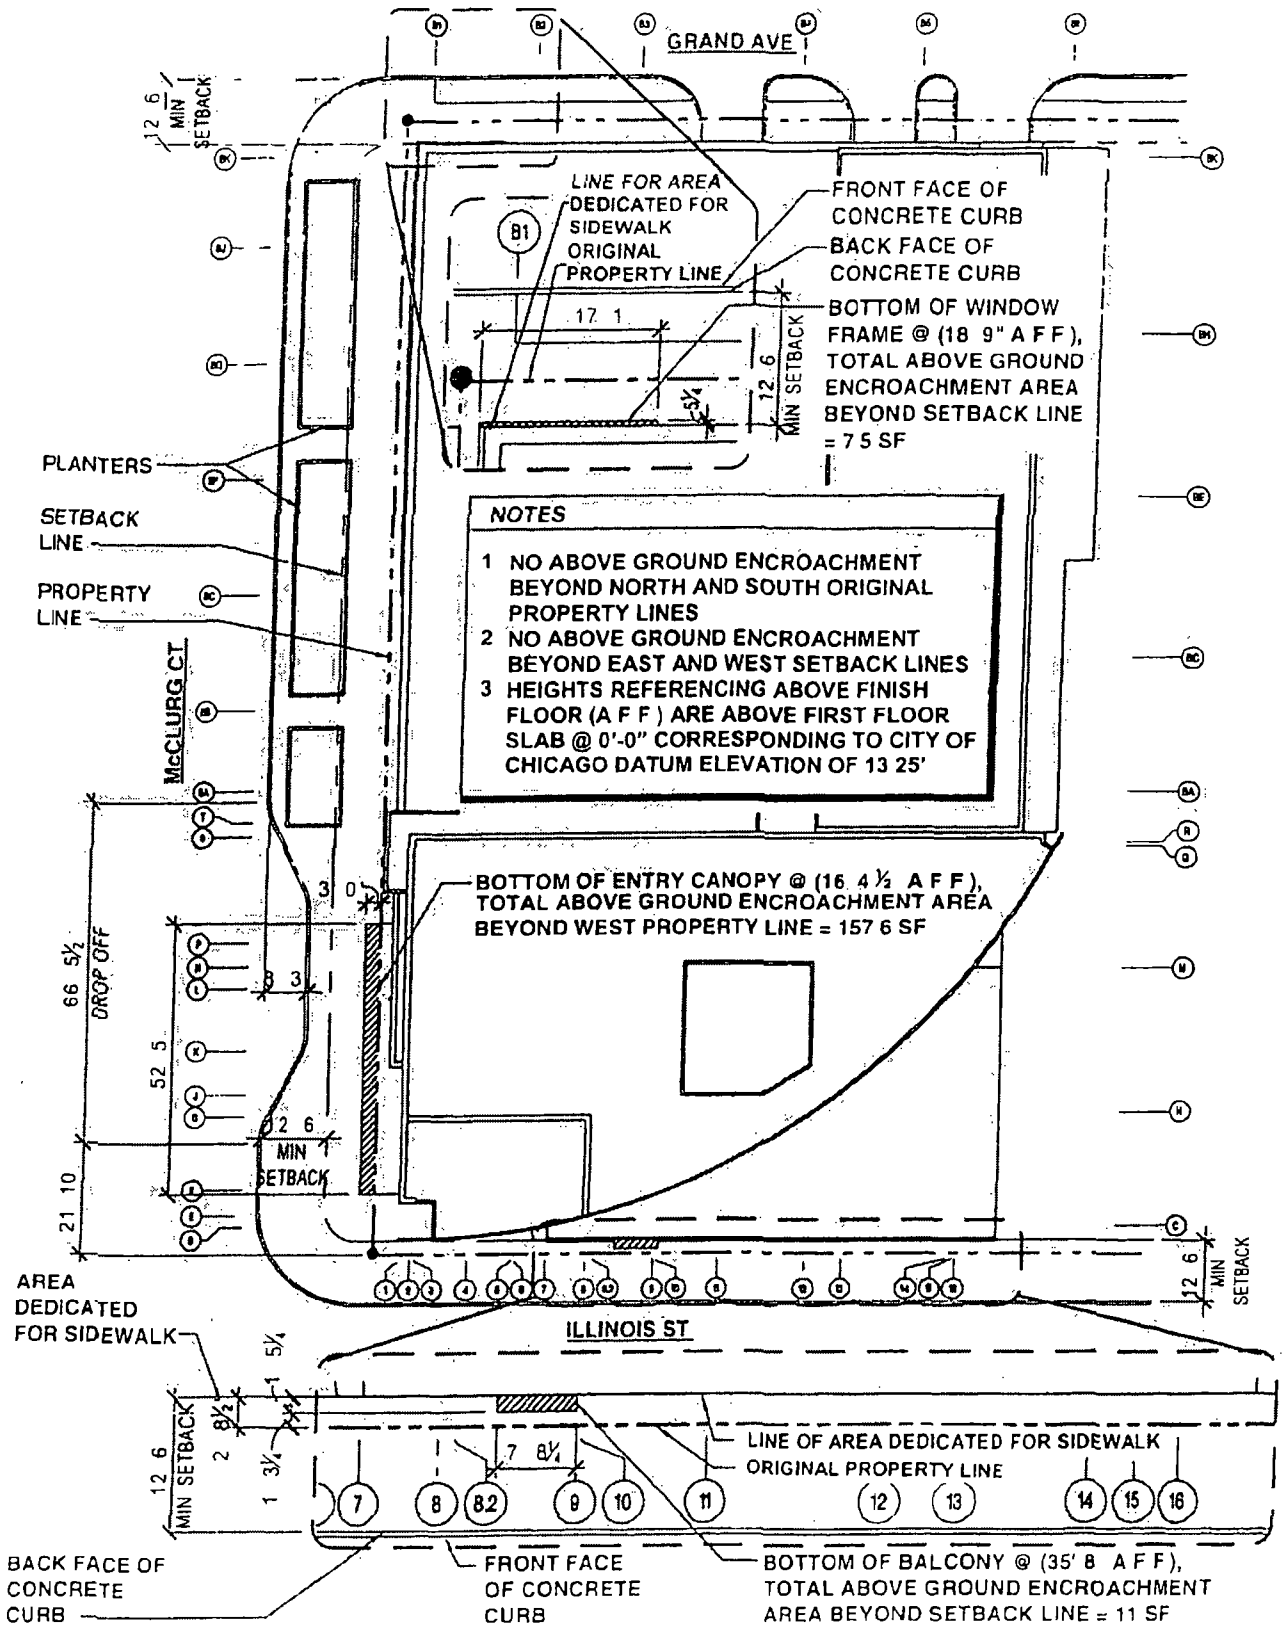 GRAND AVE
12 6
MIN
SETBACK
LINE FOR AREA
DEDICATED FOR
SIDEWALK
ORIGINAL
PROPERTY LINE
B1
FRONT FACE OF
CONCRETE CURB
BACK FACE OF
CONCRETE CURB
BOTTOM OF WINDOW
FRAME @ (18 9" A F F),
TOTAL ABOVE GROUND
ENCROACHMENT AREA
BEYOND SETBACK LINE
= 7 5 SF
17 1
5¼
12 6
MIN SETBACK
PLANTERS
SETBACK
LINE
PROPERTY
LINE
McCLURG CT
NOTES
1 NO ABOVE GROUND ENCROACHMENT
BEYOND NORTH AND SOUTH ORIGINAL
PROPERTY LINES
2 NO ABOVE GROUND ENCROACHMENT
BEYOND EAST AND WEST SETBACK LINES
3 HEIGHTS REFERENCING ABOVE FINISH
FLOOR (A F F ) ARE ABOVE FIRST FLOOR
SLAB @ 0'-0" CORRESPONDING TO CITY OF
CHICAGO DATUM ELEVATION OF 13 25'
3 0
BOTTOM OF ENTRY CANOPY @ (16 4 ½ A F F),
TOTAL ABOVE GROUND ENCROACHMENT AREA
BEYOND WEST PROPERTY LINE = 157 6 SF
66 5½
DROP OFF
8 3
52 5
12 6
MIN
SETBACK
21 10
12 6
MIN
SETBACK
AREA
DEDICATED
FOR SIDEWALK
ILLINOIS ST
1 5¼
2 8½
1 3¼
12 6
MIN SETBACK
7 8¼
LINE OF AREA DEDICATED FOR SIDEWALK
ORIGINAL PROPERTY LINE
7 8 8.2 9 10 11 12 13 14 15 16
BACK FACE OF
CONCRETE
CURB
FRONT FACE
OF CONCRETE
CURB
BOTTOM OF BALCONY @ (35' 8 A F F),
TOTAL ABOVE GROUND ENCROACHMENT
AREA BEYOND SETBACK LINE = 11 SF